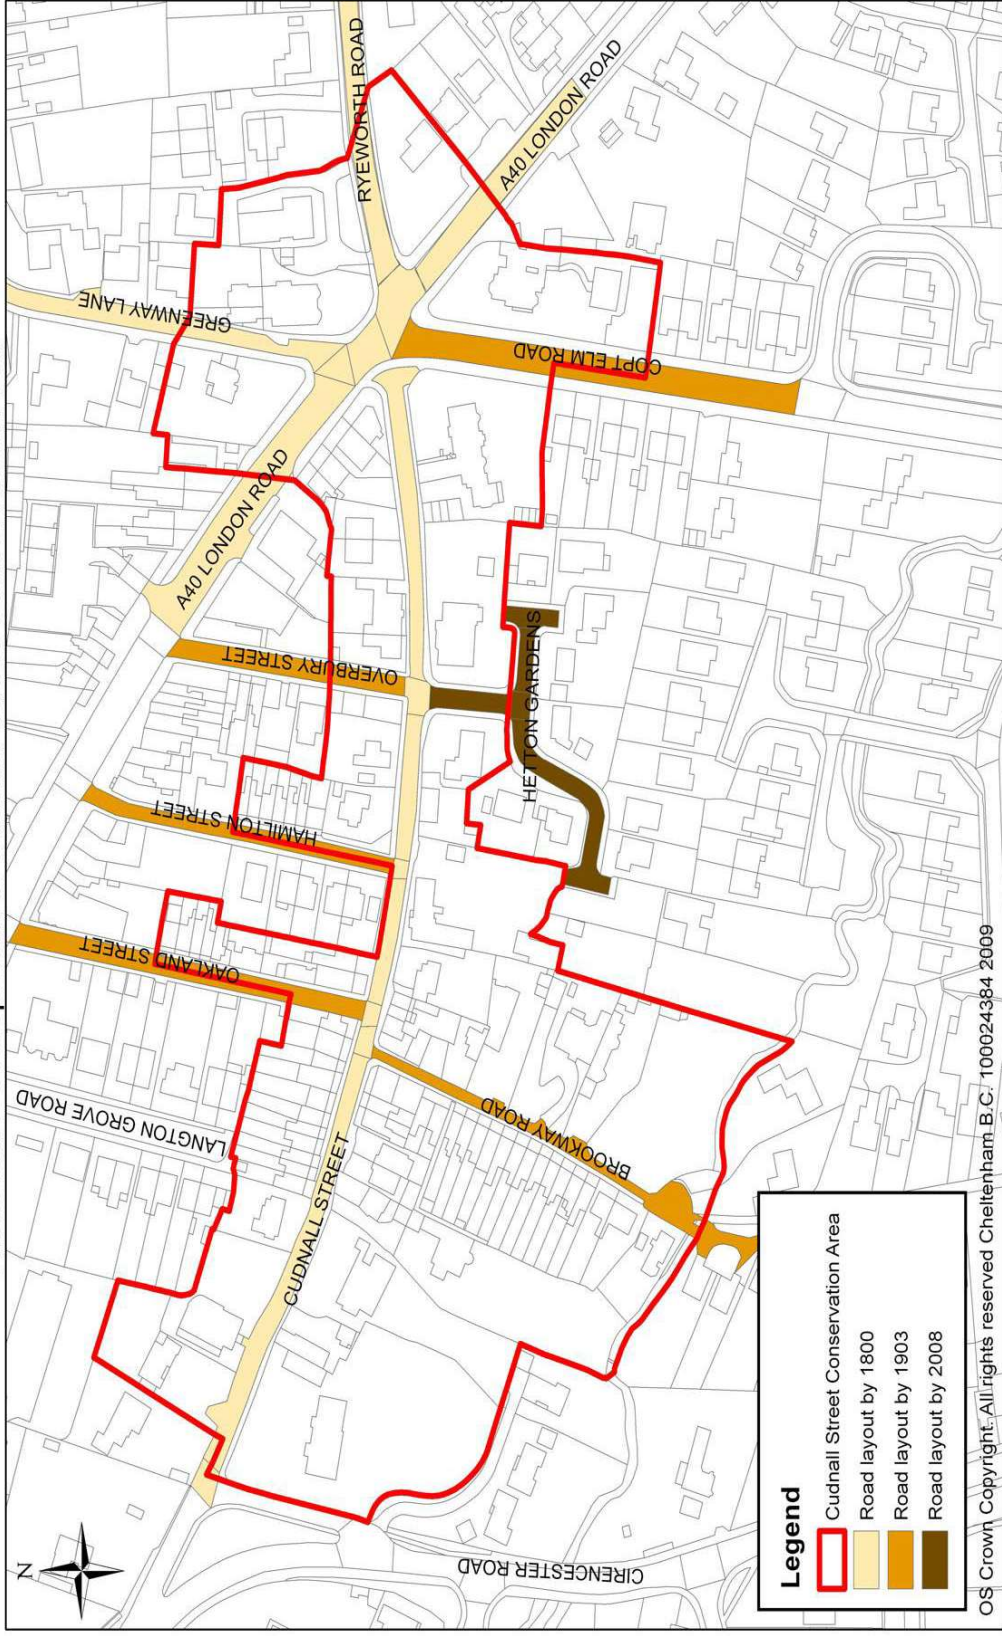 RYEWORTH ROAD
A40 LONDON ROAD
GREENWAY LANE
COPT ELM ROAD
A40 LONDON ROAD
OVERBURY STREET
HETTON GARDENS
HAMILTON STREET
OAKLAND STREET
LANGTON GROVE ROAD
BROOKWAY ROAD
CUDNALL STREET
CIRENCESTER ROAD
N
Legend
Cudnall Street Conservation Area
Road layout by 1800
Road layout by 1903
Road layout by 2008
OS Crown Copyright. All rights reserved Cheltenham B.C. 100024384 2009